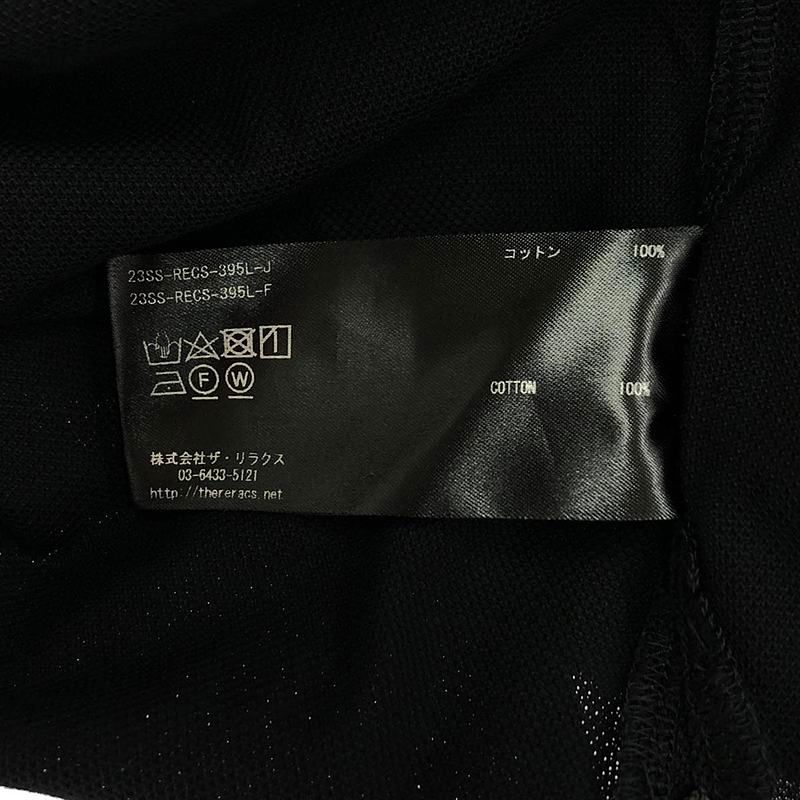 23SS-RECS-395L-J
23SS-RECS-395L-F
コットン 100%
COTTON 100%
F W
株式会社ザ・リラクス
03-6433-5121
http://thereracs.net